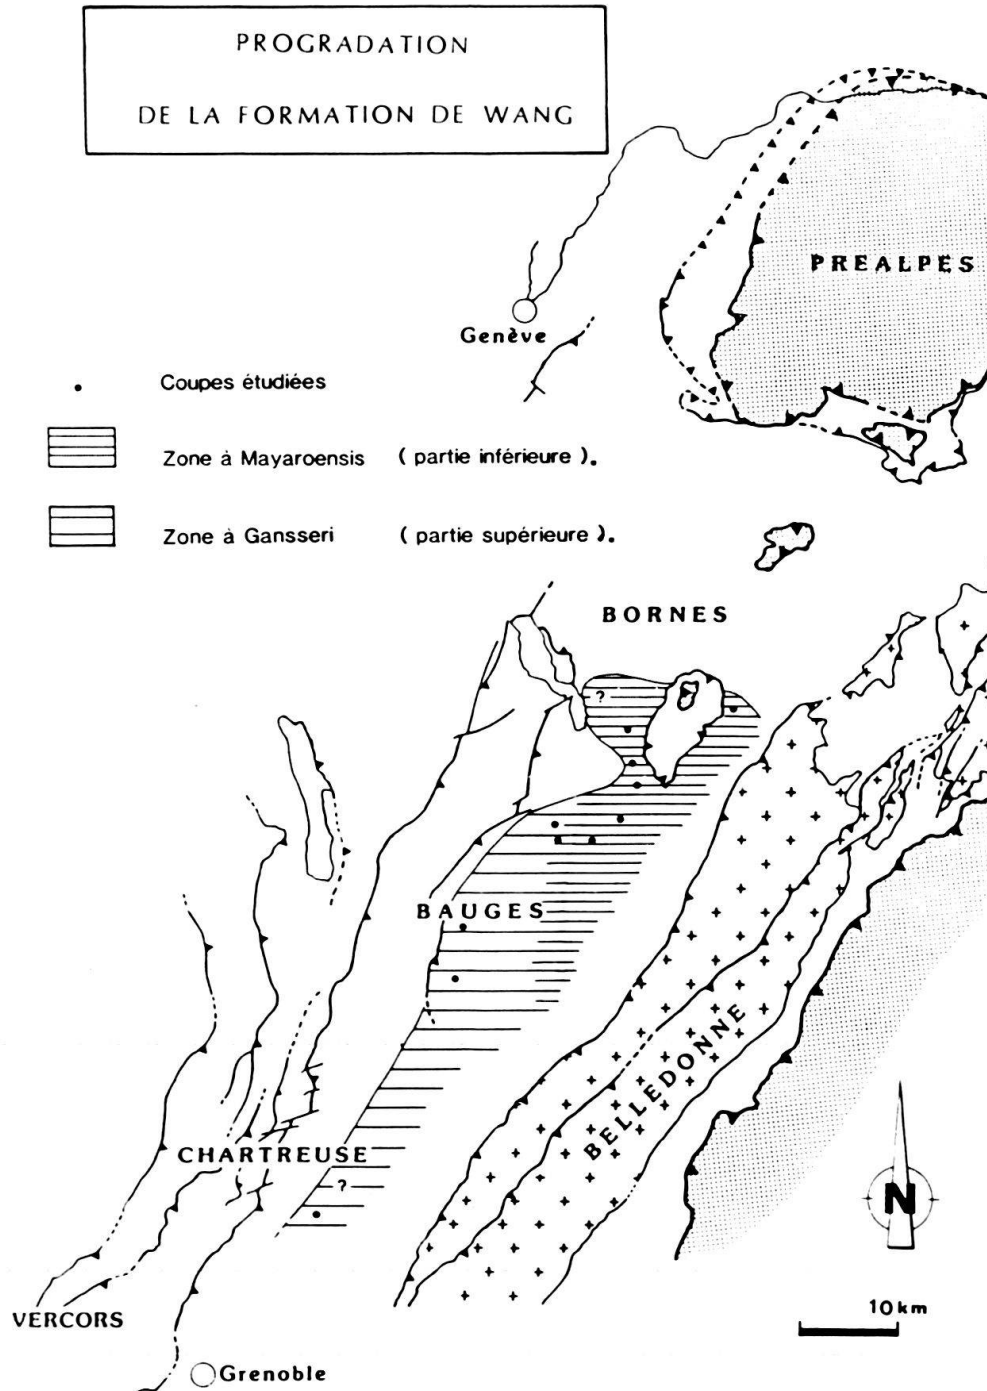 PROGRADATION
DE LA FORMATION DE WANG
PREALPES
Genève
Coupes étudiées
Zone à Mayaroensis ( partie inférieure ).
Zone à Gansseri ( partie supérieure ).
BORNES
?
BAUGES
BELLEDONNE
CHARTREUSE
?
N
10 km
VERCORS
Grenoble